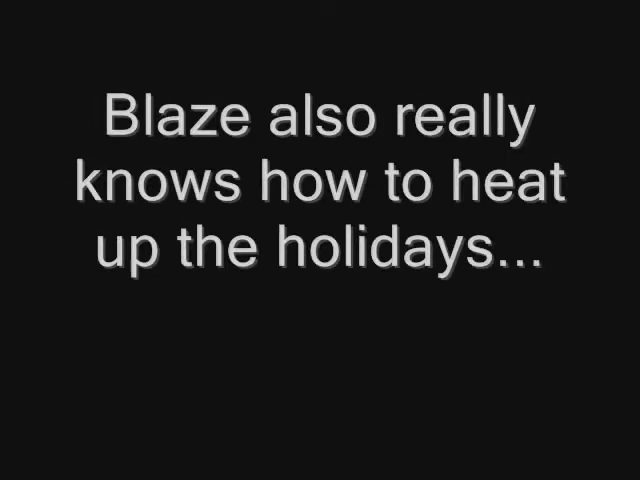 Blaze also really
knows how to heat
up the holidays...